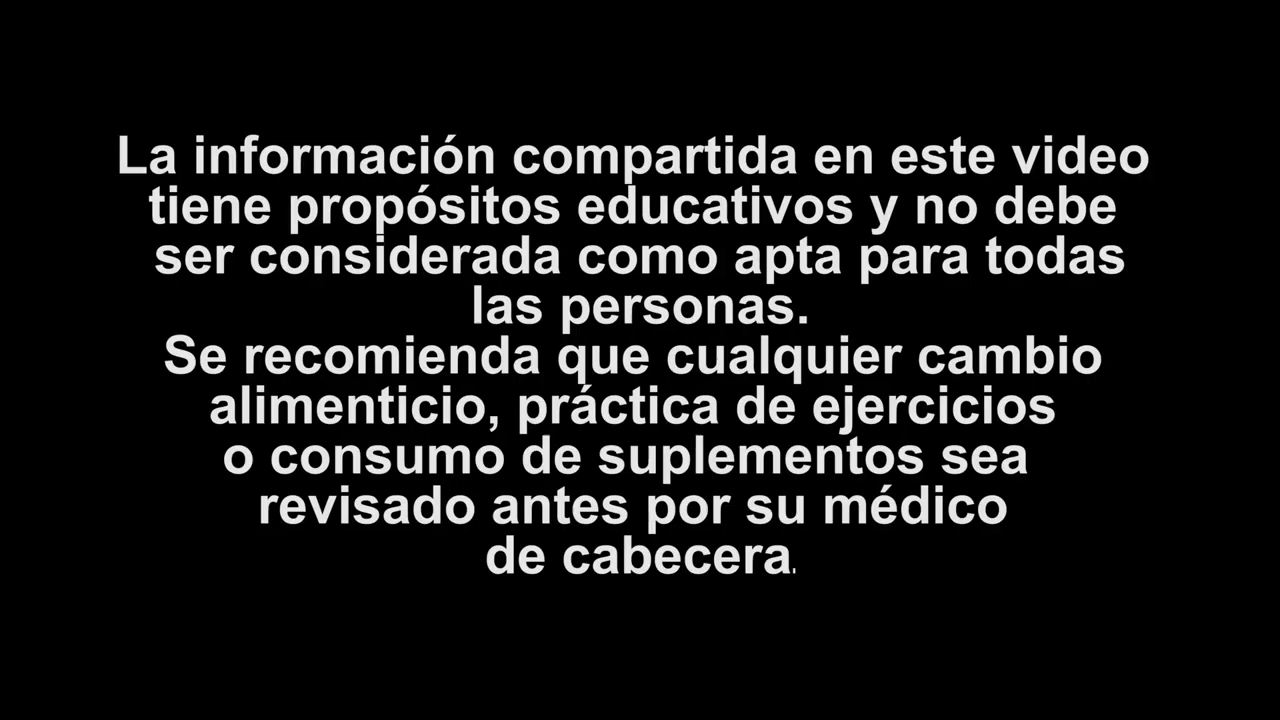 La información compartida en este video
tiene propósitos educativos y no debe
ser considerada como apta para todas
las personas.
Se recomienda que cualquier cambio
alimenticio, práctica de ejercicios
o consumo de suplementos sea
revisado antes por su médico
de cabecera.